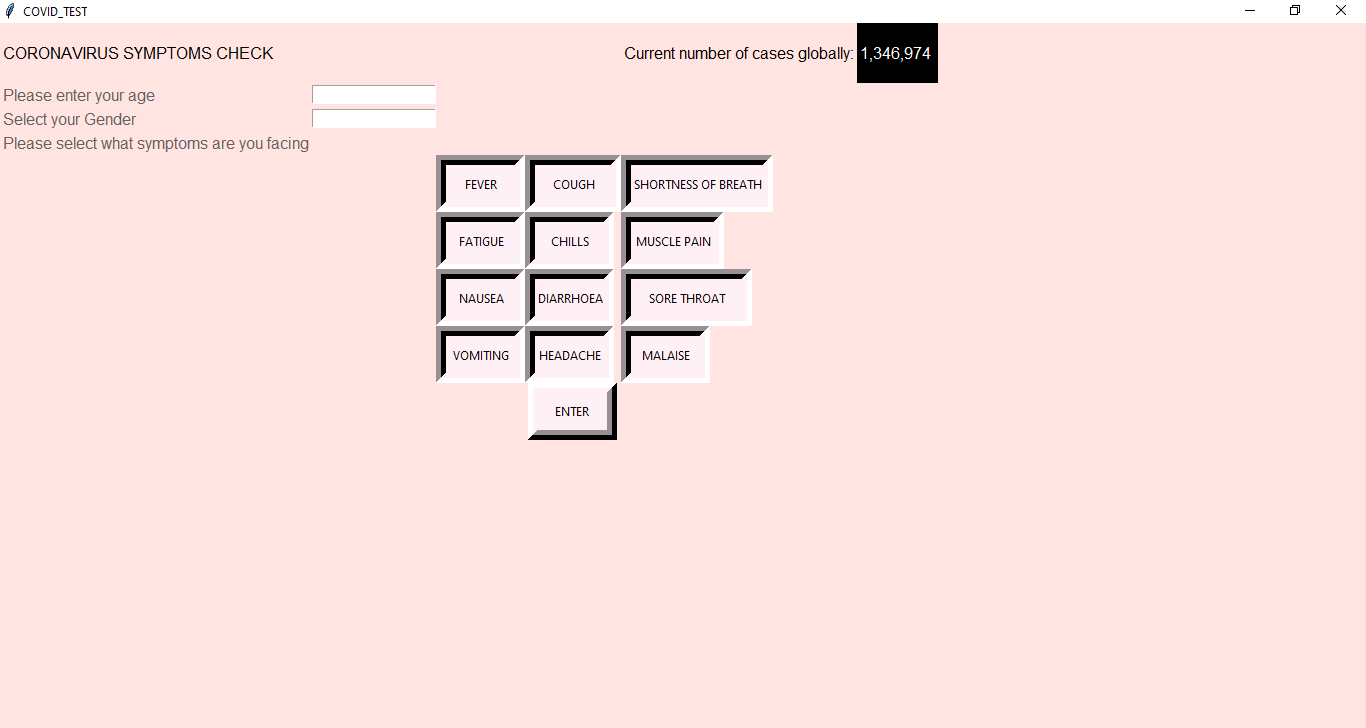 COVID_TEST
CORONAVIRUS SYMPTOMS CHECK Current number of cases globally: 1,346,974
Please enter your age
Select your Gender
Please select what symptoms are you facing
FEVER COUGH SHORTNESS OF BREATH
FATIGUE CHILLS MUSCLE PAIN
NAUSEA DIARRHOEA SORE THROAT
VOMITING HEADACHE MALAISE
ENTER